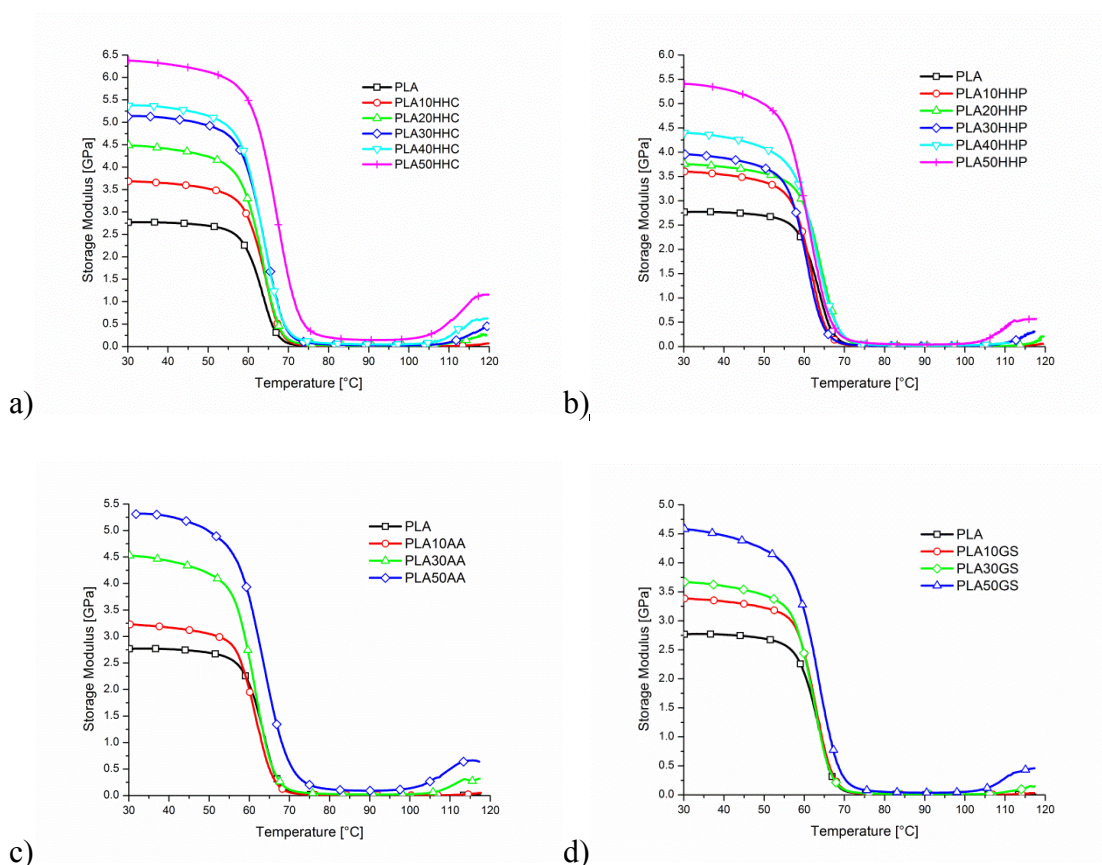 6.5
6.0
5.5
5.0
4.5
4.0
3.5
3.0
2.5
2.0
1.5
1.0
0.5
0.0
Storage Modulus [GPa]
30 40 50 60 70 80 90 100 110 120
Temperature [°C]
PLA
PLA10HHC
PLA20HHC
PLA30HHC
PLA40HHC
PLA50HHC
a)
6.0
5.5
5.0
4.5
4.0
3.5
3.0
2.5
2.0
1.5
1.0
0.5
0.0
Storage Modulus [GPa]
30 40 50 60 70 80 90 100 110 120
Temperature [°C]
PLA
PLA10HHP
PLA20HHP
PLA30HHP
PLA40HHP
PLA50HHP
b)
5.5
5.0
4.5
4.0
3.5
3.0
2.5
2.0
1.5
1.0
0.5
0.0
Storage Modulus [GPa]
30 40 50 60 70 80 90 100 110 120
Temperature [°C]
PLA
PLA10AA
PLA30AA
PLA50AA
c)
5.0
4.5
4.0
3.5
3.0
2.5
2.0
1.5
1.0
0.5
0.0
Storage Modulus [GPa]
30 40 50 60 70 80 90 100 110 120
Temperature [°C]
PLA
PLA10GS
PLA30GS
PLA50GS
d)